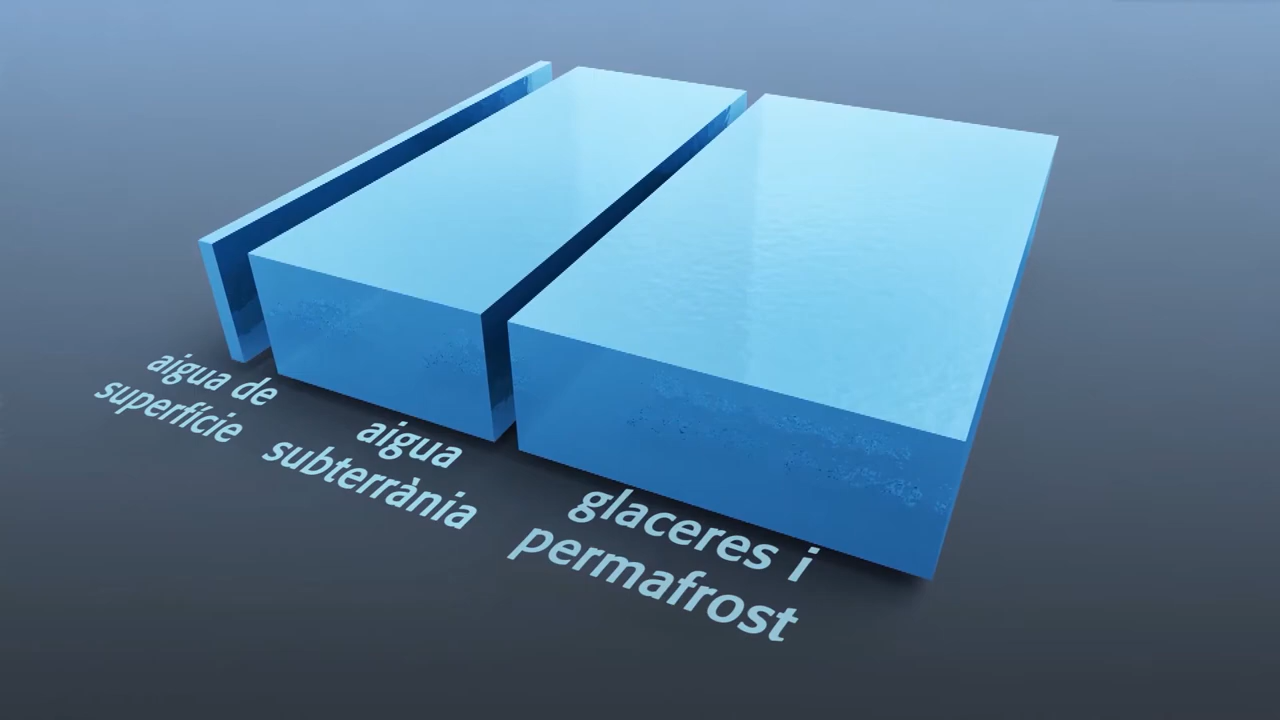 aigua de
superfície
aigua
subterrània
glaceres i
permafrost